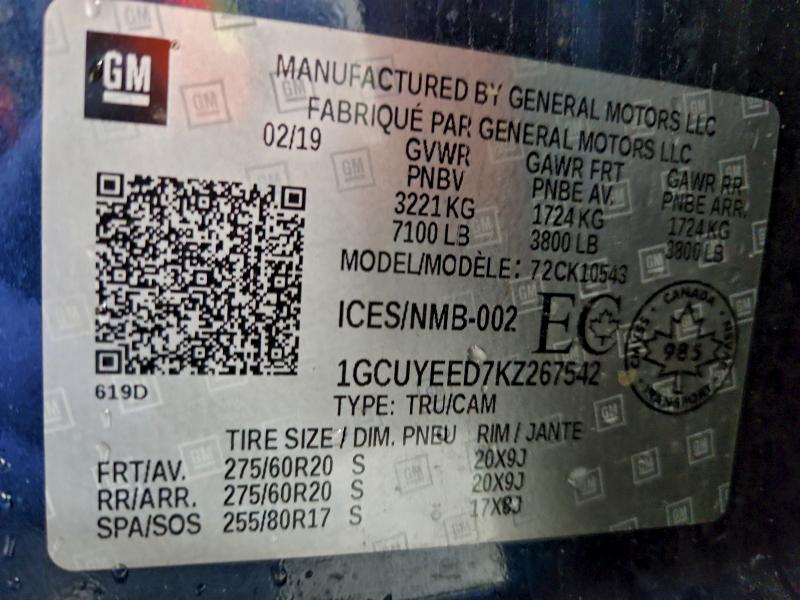 GM
MANUFACTURED BY GENERAL MOTORS LLC
FABRIQUÉ PAR GENERAL MOTORS LLC
02/19
GVWR GAWR FRT GAWR RR
PNBV PNBE AV. PNBE ARR.
3221 KG 1724 KG 1724 KG
7100 LB 3800 LB 3800 LB
MODEL/MODÈLE: 72CK10543
ICES/NMB-002 EC
CANADA
985
TRANSPORT
1GCUYEED7KZ267542
619D
TYPE: TRU/CAM
TIRE SIZE / DIM. PNEU RIM / JANTE
FRT/AV. 275/60R20 S 20X9J
RR/ARR. 275/60R20 S 20X9J
SPA/SOS 255/80R17 S 17X8J